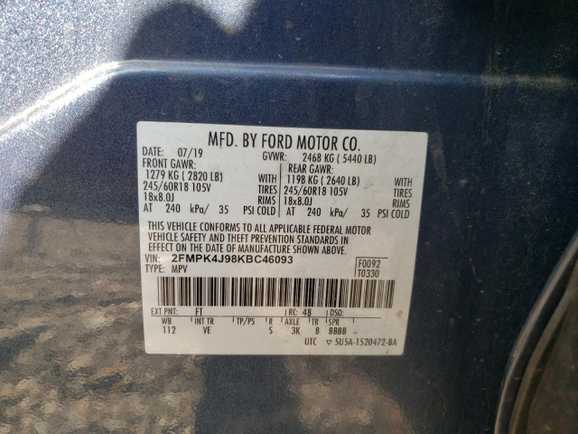 MFD. BY FORD MOTOR CO.
DATE: 07/19 GVWR: 2468 KG ( 5440 LB)
FRONT GAWR: REAR GAWR:
1279 KG ( 2820 LB) WITH 1198 KG ( 2640 LB) WITH
245/60R18 105V TIRES 245/60R18 105V TIRES
18x8.0J RIMS 18x8.0J RIMS
AT 240 kPa/ 35 PSI COLD AT 240 kPa/ 35 PSI COLD
THIS VEHICLE CONFORMS TO ALL APPLICABLE FEDERAL MOTOR
VEHICLE SAFETY AND THEFT PREVENTION STANDARDS IN
EFFECT ON THE DATE OF MANUFACTURE SHOWN ABOVE.
VIN: 2FMPK4J98KBC46093 F0092
TYPE: MPV T0330
EXT PNT: FT RC: 48 DSO:
WB INT TR TP/PS R AXLE TR SPR
112 VE 5 3K 8 BBBB
UTC ▽ 5U5A-1520472-BA